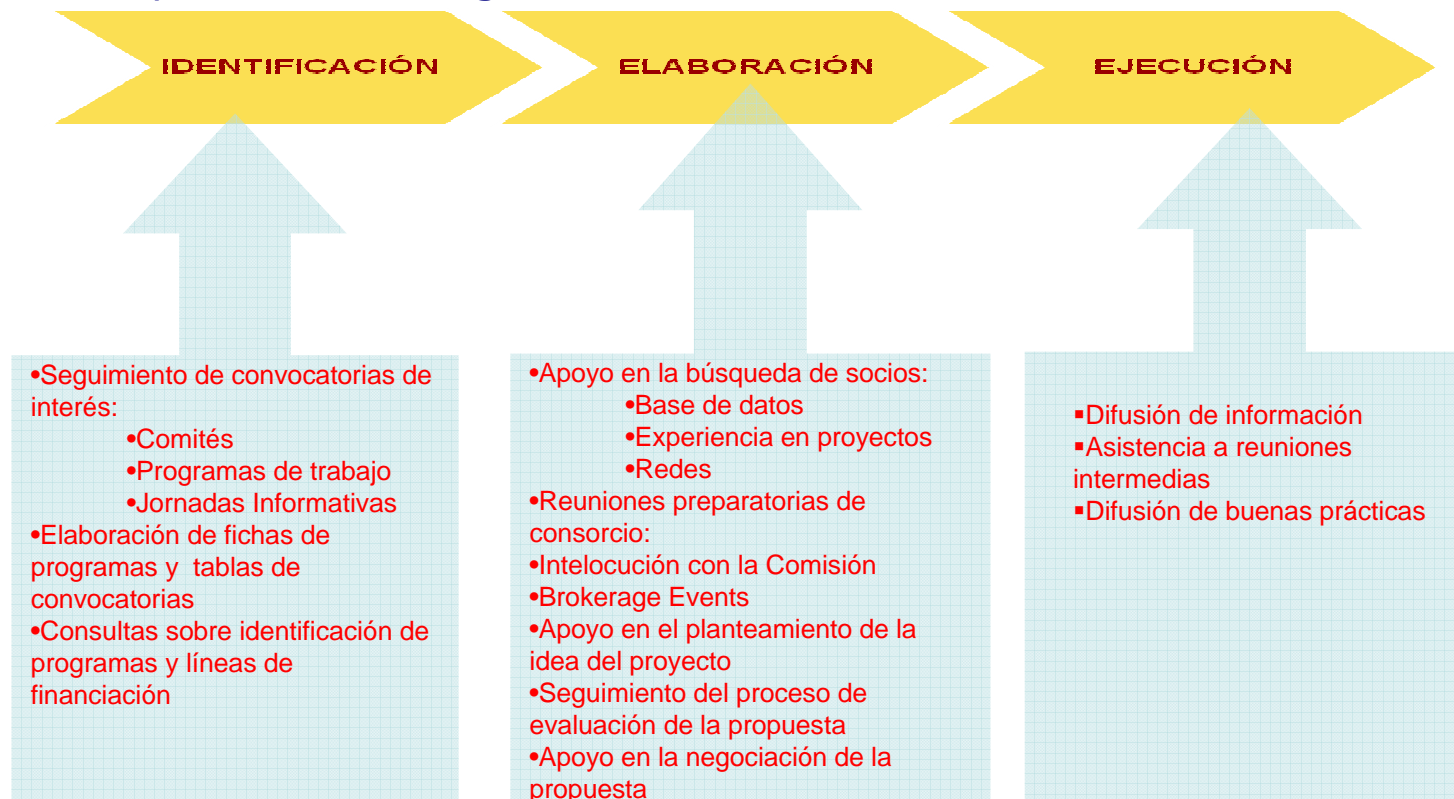 IDENTIFICACIÓN
ELABORACIÓN
EJECUCIÓN
•Seguimiento de convocatorias de
interés:
•Comités
•Programas de trabajo
•Jornadas Informativas
•Elaboración de fichas de
programas y tablas de
convocatorias
•Consultas sobre identificación de
programas y líneas de
financiación
•Apoyo en la búsqueda de socios:
•Base de datos
•Experiencia en proyectos
•Redes
•Reuniones preparatorias de
consorcio:
•Intelocución con la Comisión
•Brokerage Events
•Apoyo en el planteamiento de la
idea del proyecto
•Seguimiento del proceso de
evaluación de la propuesta
•Apoyo en la negociación de la
propuesta
▪Difusión de información
▪Asistencia a reuniones
intermedias
▪Difusión de buenas prácticas